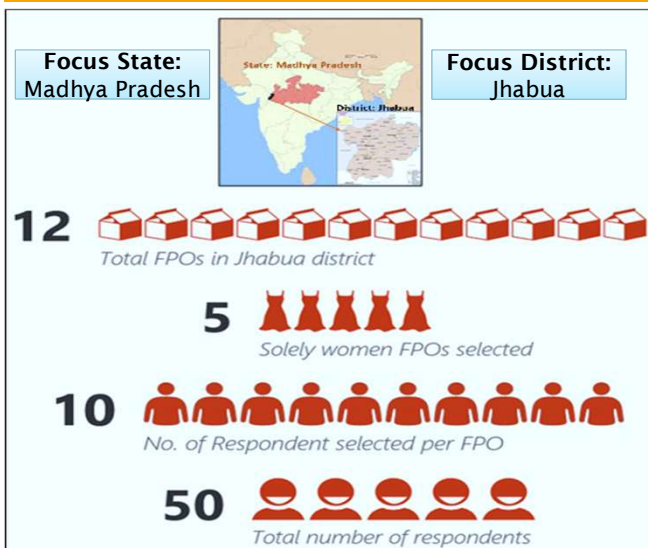 Focus State:
Madhya Pradesh
State: Madhya Pradesh
Focus District:
Jhabua
District: Jhabua
12
Total FPOs in Jhabua district
5
Solely women FPOs selected
10
No. of Respondent selected per FPO
50
Total number of respondents